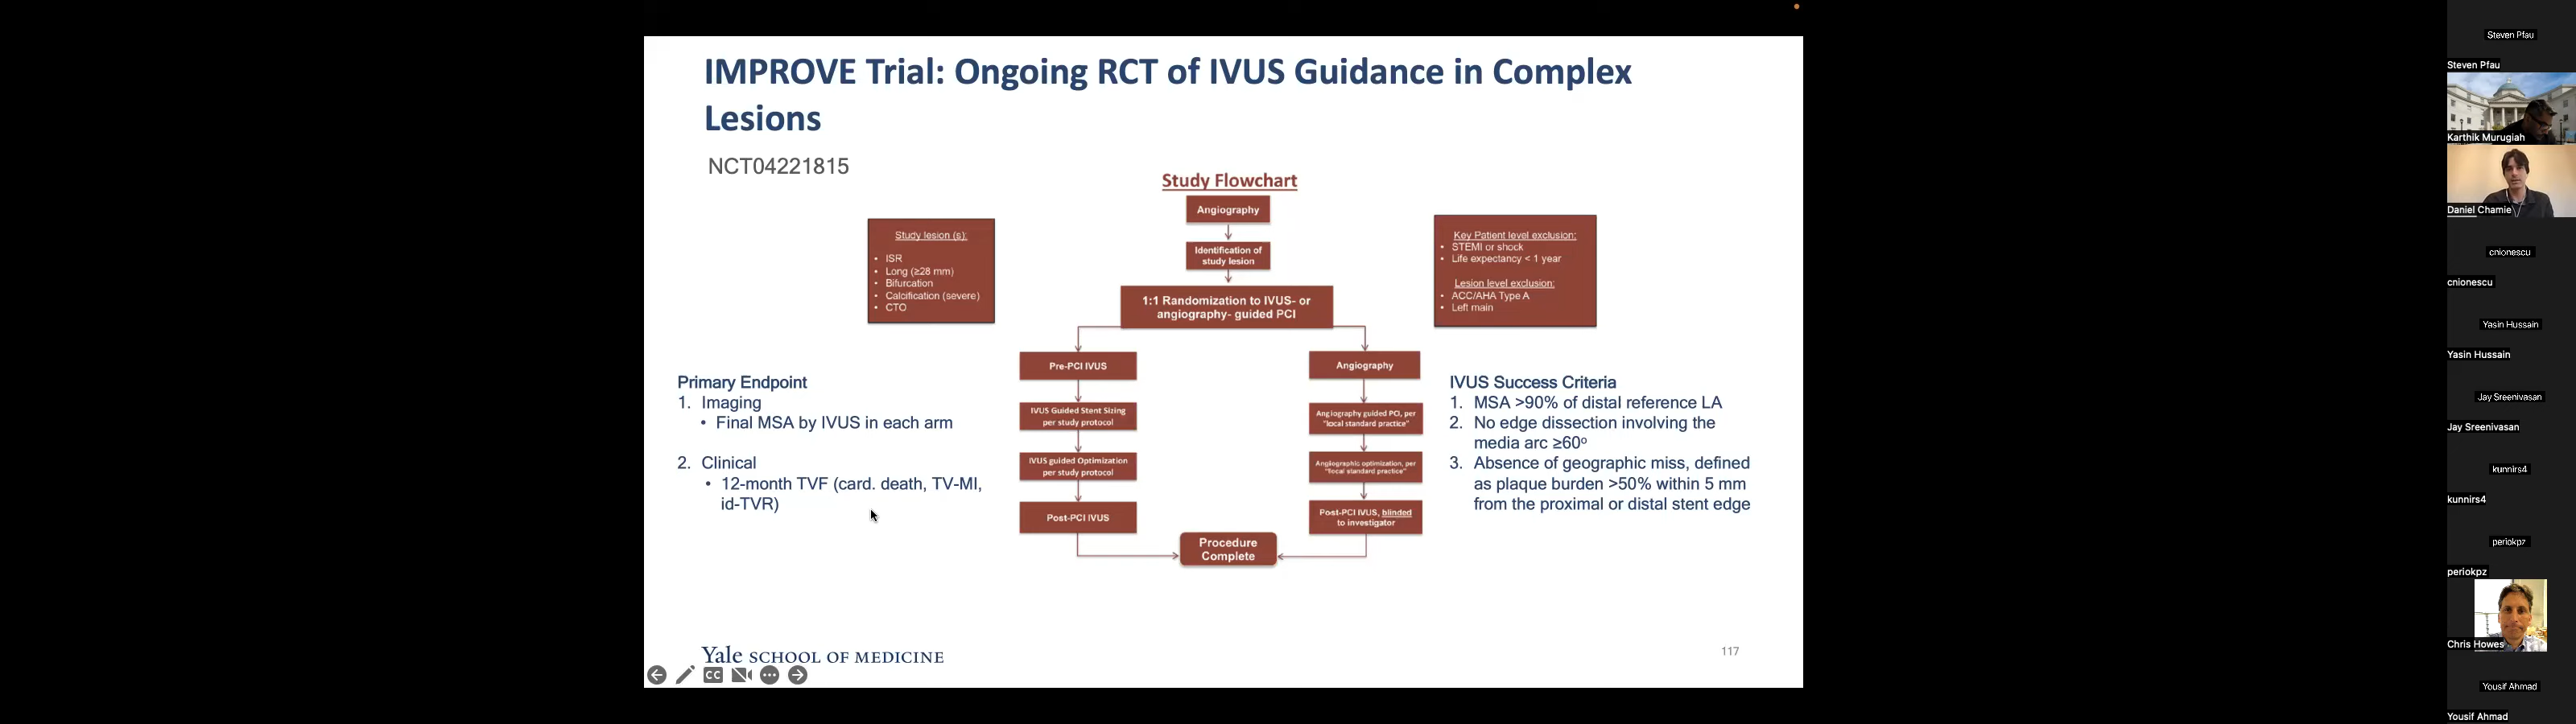 IMPROVE Trial: Ongoing RCT of IVUS Guidance in Complex
Lesions
NCT04221815
Study Flowchart
Angiography
Identification of
study lesion
1:1 Randomization to IVUS- or
angiography- guided PCI
Study lesion (s):
• ISR
• Long (≥28 mm)
• Bifurcation
• Calcification (severe)
• CTO
Key Patient level exclusion:
• STEMI or shock
• Life expectancy < 1 year
Lesion level exclusion:
• ACC/AHA Type A
• Left main
Pre-PCI IVUS
IVUS Guided Stent Sizing
per study protocol
IVUS guided Optimization
per study protocol
Post-PCI IVUS
Angiography
Angiography guided PCI, per
"local standard practice"
Angiographic optimization, per
"local standard practice"
Post-PCI IVUS, blinded
to investigator
Procedure
Complete
Primary Endpoint
1. Imaging
• Final MSA by IVUS in each arm
2. Clinical
• 12-month TVF (card. death, TV-MI,
id-TVR)
IVUS Success Criteria
1. MSA >90% of distal reference LA
2. No edge dissection involving the
media arc ≥60º
3. Absence of geographic miss, defined
as plaque burden >50% within 5 mm
from the proximal or distal stent edge
Yale SCHOOL OF MEDICINE
117
CC
Steven Pfau
Steven Pfau
Karthik Murugiah
Daniel Chamie
cnionescu
cnionescu
Yasin Hussain
Yasin Hussain
Jay Sreenivasan
Jay Sreenivasan
kunnirs4
kunnirs4
periokpz
periokpz
Chris Howes
Yousif Ahmad
Yousif Ahmad